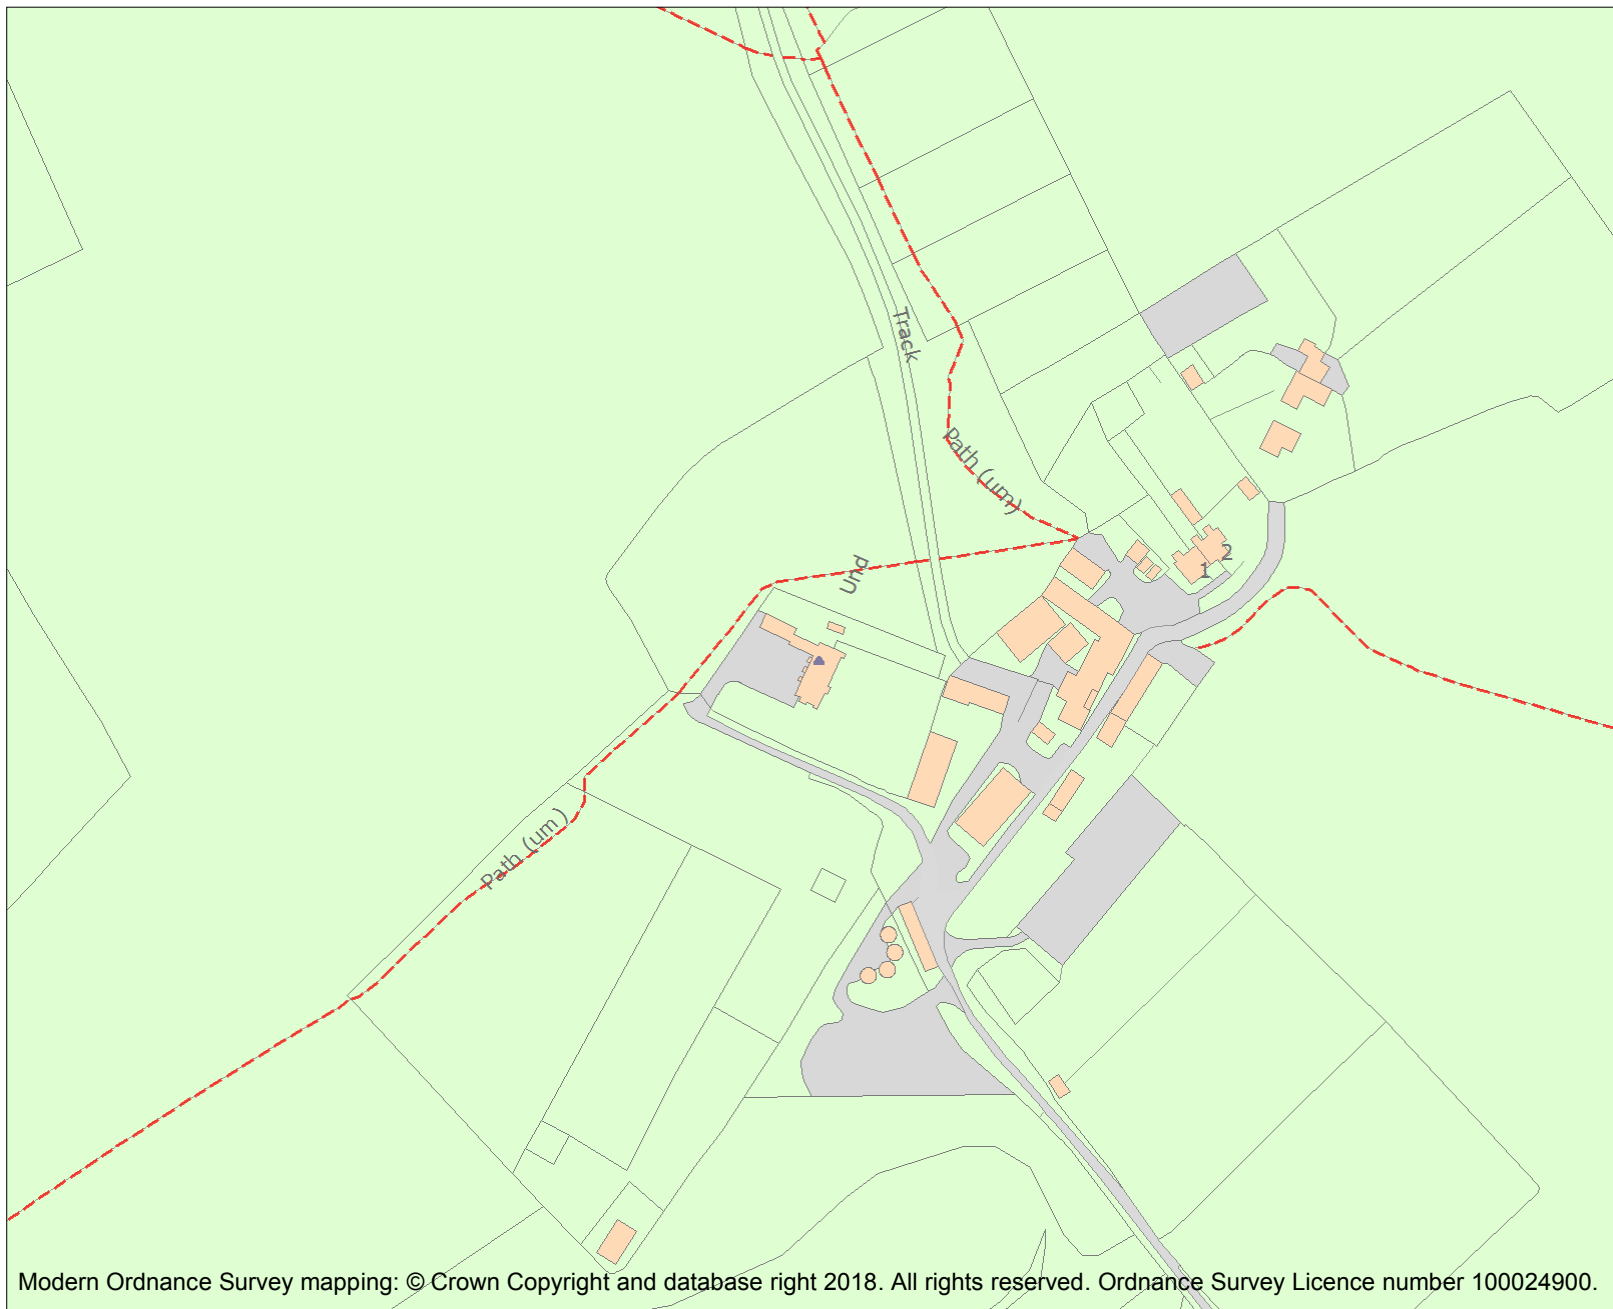 Track
Path (um)
Und
2
1
Path (um )
Modern Ordnance Survey mapping: © Crown Copyright and database right 2018. All rights reserved. Ordnance Survey Licence number 100024900.